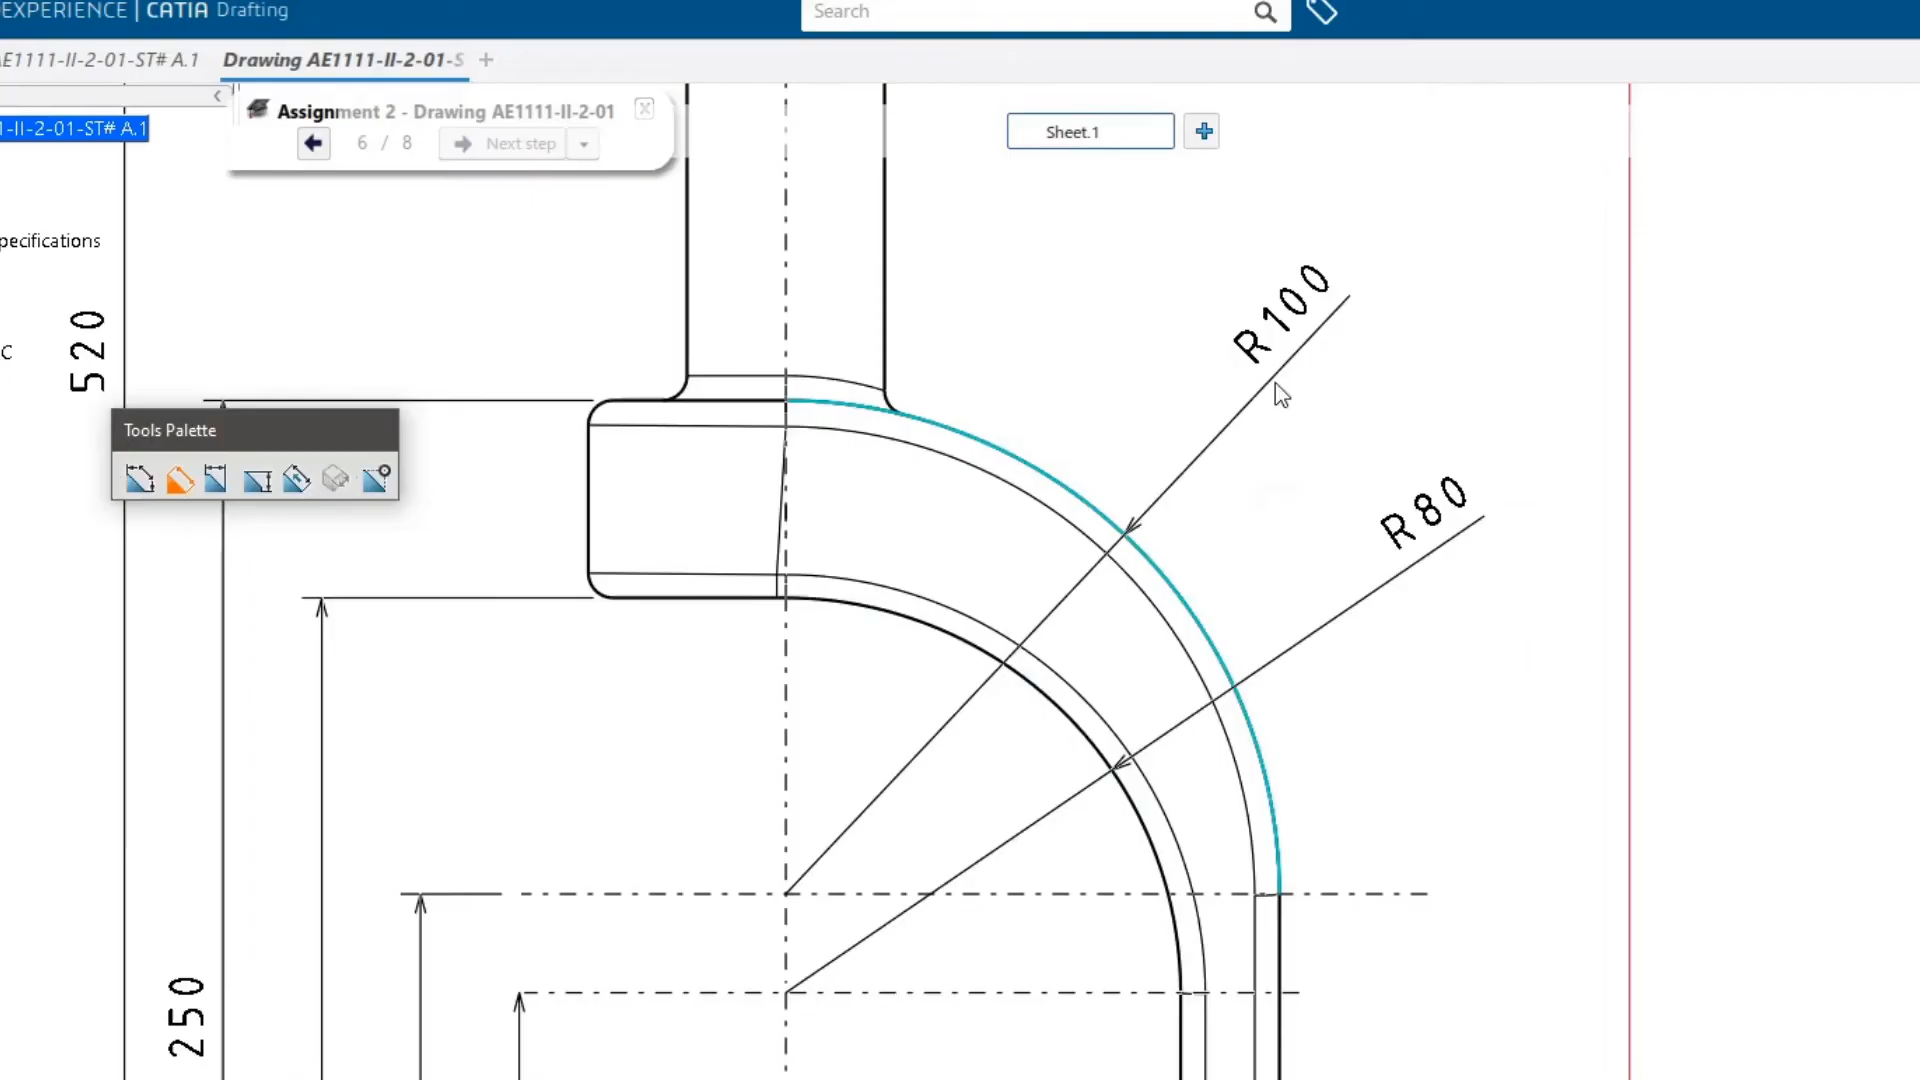 EXPERIENCE | CATIA Drafting
Search
AE1111-II-2-01-ST# A.1
Drawing AE1111-II-2-01-S
+
Assignment 2 - Drawing AE1111-II-2-01
6 / 8
Next step
1-II-2-01-ST# A.1
Sheet.1
pecifications
C
520
Tools Palette
R100
R80
250